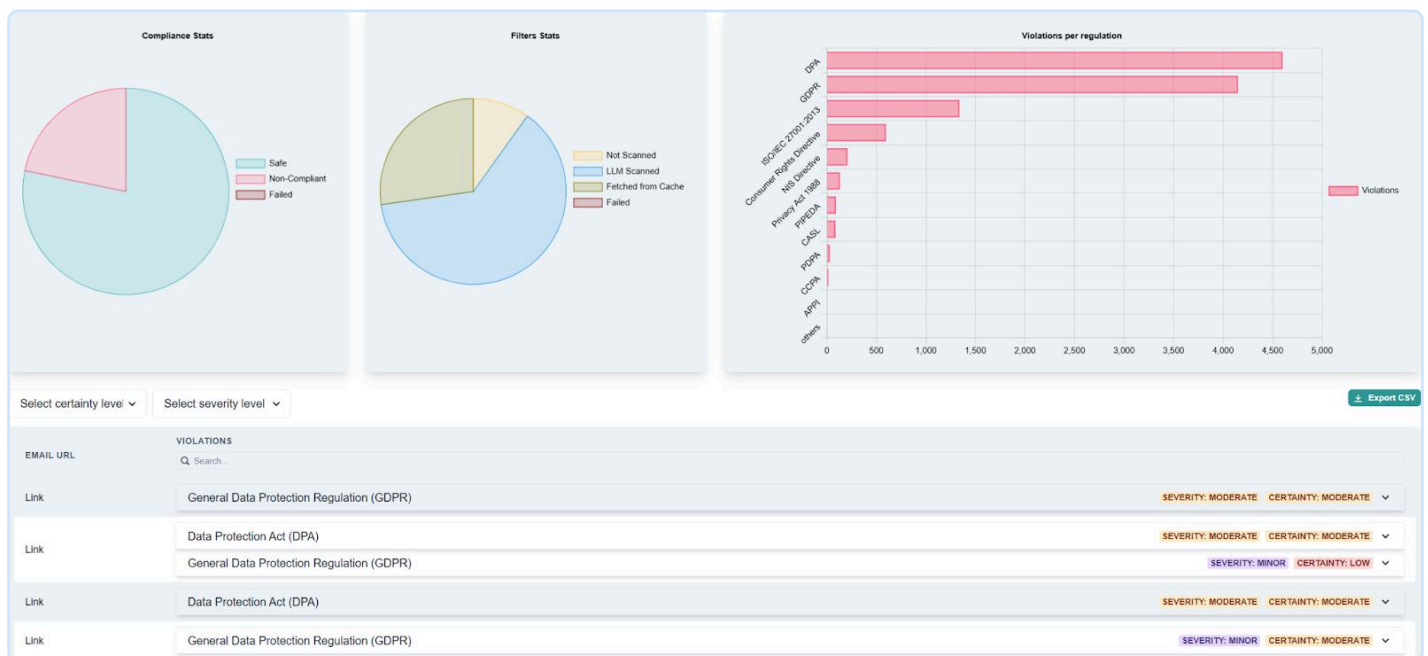 Compliance Stats
Safe
Non-Compliant
Failed
Filters Stats
Not Scanned
LLM Scanned
Fetched from Cache
Failed
Violations per regulation
DPA
GDPR
ISO/IEC 27001:2013
Consumer Rights Directive
NIS Directive
Privacy Act 1988
PIPEDA
CASL
PDPA
CCPA
APPI
others
0 500 1,000 1,500 2,000 2,500 3,000 3,500 4,000 4,500 5,000
Violations
Select certainty level Select severity level Export CSV
EMAIL URL VIOLATIONS
Search...
Link General Data Protection Regulation (GDPR) SEVERITY: MODERATE CERTAINTY: MODERATE
Link Data Protection Act (DPA) SEVERITY: MODERATE CERTAINTY: MODERATE
General Data Protection Regulation (GDPR) SEVERITY: MINOR CERTAINTY: LOW
Link Data Protection Act (DPA) SEVERITY: MODERATE CERTAINTY: MODERATE
Link General Data Protection Regulation (GDPR) SEVERITY: MINOR CERTAINTY: MODERATE